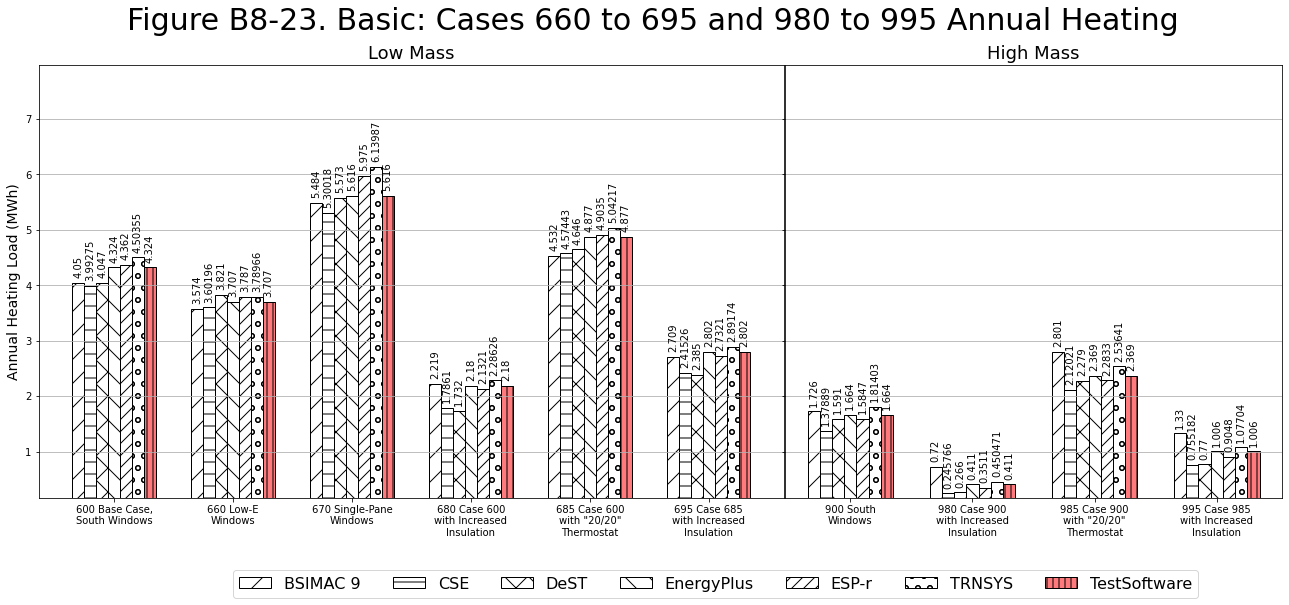 Figure B8-23. Basic: Cases 660 to 695 and 980 to 995 Annual Heating
Low Mass
High Mass
Annual Heating Load (MWh)
7
6
5
4
3
2
1
4.05
3.99275
4.047
4.324
4.362
4.50355
4.324
3.574
3.60196
3.821
3.707
3.787
3.78966
3.707
5.484
5.30018
5.573
5.616
5.975
6.13987
5.616
2.219
1.7861
1.732
2.18
2.1321
2.28626
2.18
4.532
4.57443
4.646
4.877
4.9035
5.04217
4.877
2.709
2.41526
2.385
2.802
2.7321
2.89174
2.802
1.726
1.37889
1.591
1.664
1.5847
1.81403
1.664
0.72
0.245766
0.266
0.411
0.3511
0.450471
0.411
2.801
2.12021
2.279
2.369
2.2833
2.53641
2.369
1.33
0.755182
0.77
1.006
0.9048
1.07704
1.006
600 Base Case,
South Windows
660 Low-E
Windows
670 Single-Pane
Windows
680 Case 600
with Increased
Insulation
685 Case 600
with "20/20"
Thermostat
695 Case 685
with Increased
Insulation
900 South
Windows
980 Case 900
with Increased
Insulation
985 Case 900
with "20/20"
Thermostat
995 Case 985
with Increased
Insulation
BSIMAC 9
CSE
DeST
EnergyPlus
ESP-r
TRNSYS
TestSoftware